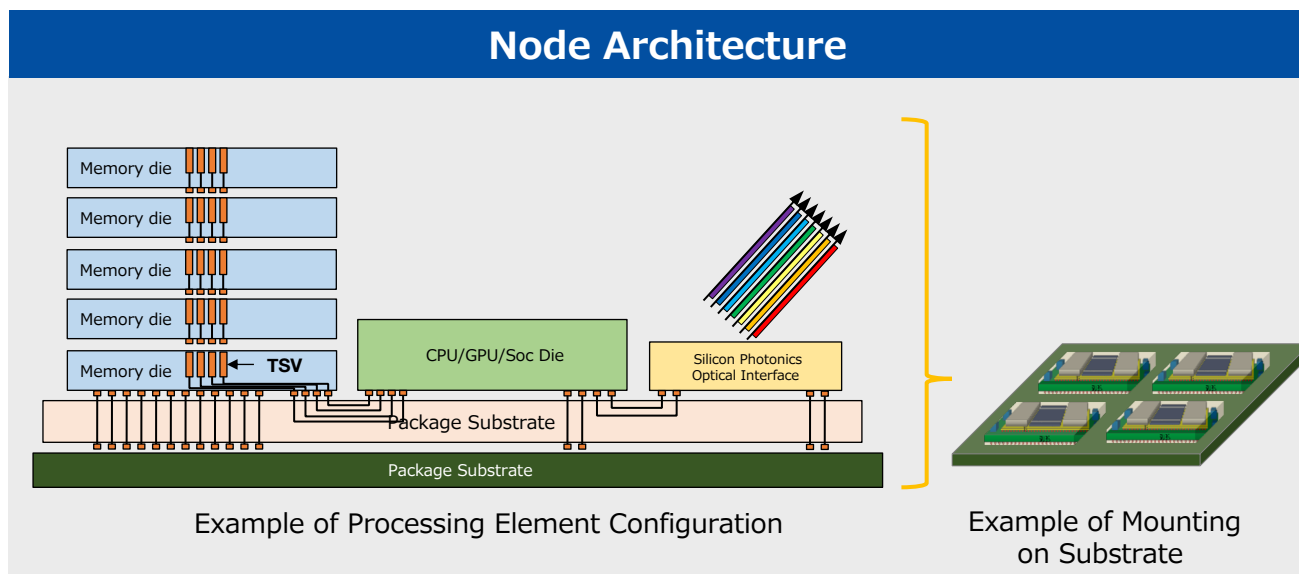 Node Architecture
Memory die
Memory die
Memory die
Memory die
Memory die
TSV
CPU/GPU/Soc Die
Silicon Photonics
Optical Interface
Package Substrate
Package Substrate
Example of Processing Element Configuration
Example of Mounting
on Substrate